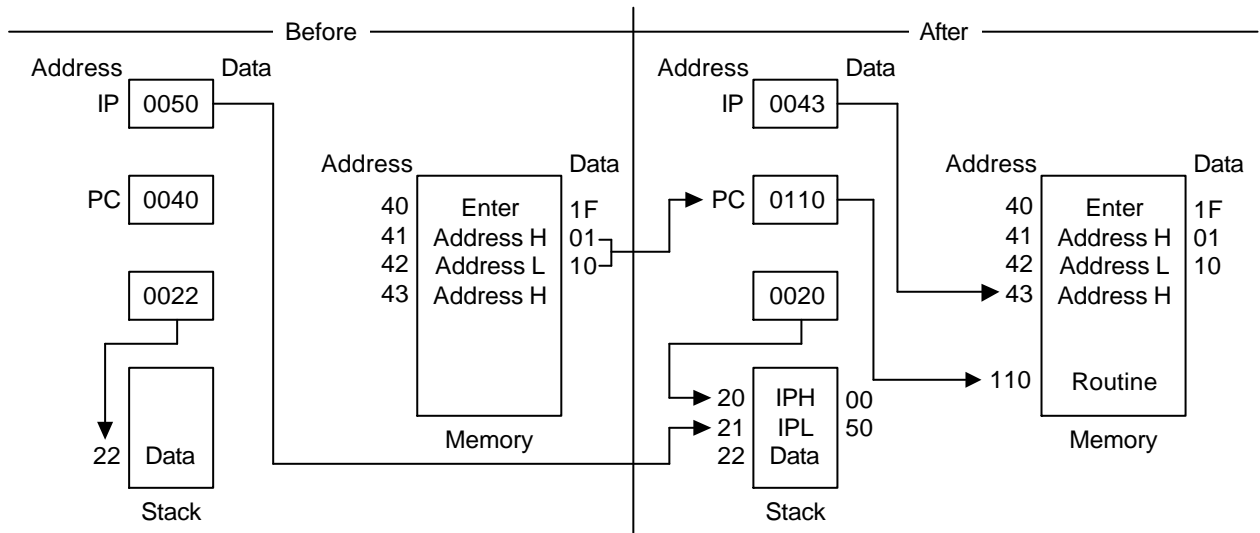 Before
Address Data
IP 0050
PC 0040
0022
22 Data
Stack
Address Data
40 Enter 1F
41 Address H 01
42 Address L 10
43 Address H
Memory
After
Address Data
IP 0043
PC 0110
0020
20 IPH 00
21 IPL 50
22 Data
Stack
Address Data
40 Enter 1F
41 Address H 01
42 Address L 10
43 Address H
110 Routine
Memory